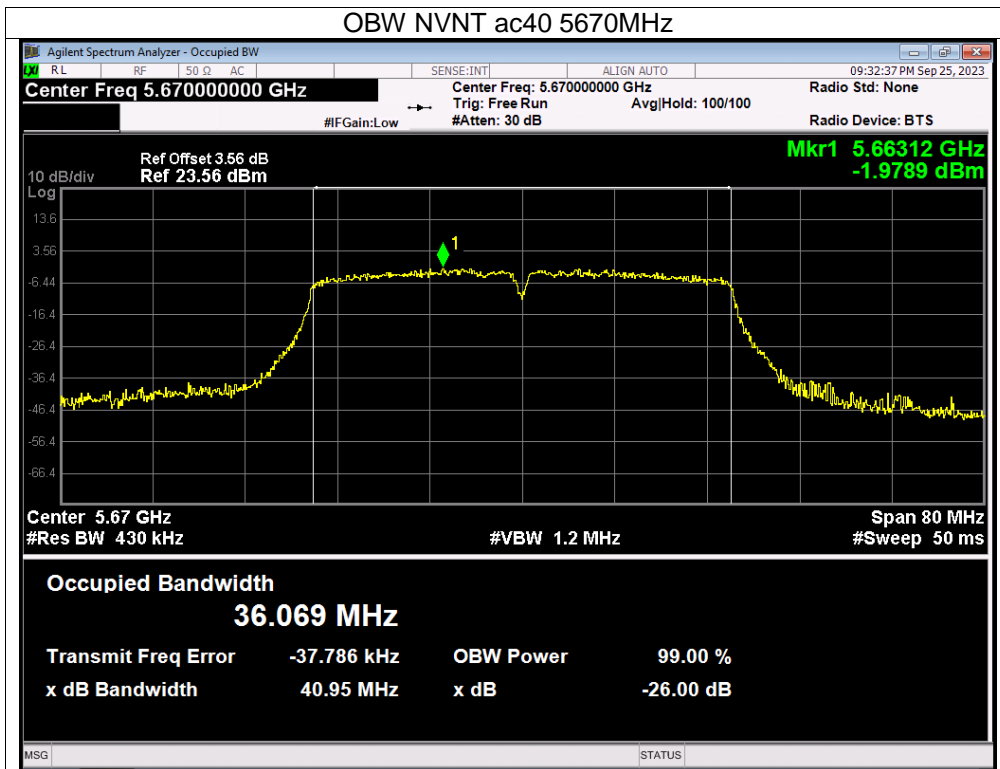 OBW NVNT ac40 5670MHz
Agilent Spectrum Analyzer - Occupied BW
LXI RL RF 50 Ω AC SENSE:INT ALIGN AUTO 09:32:37 PM Sep 25, 2023
Center Freq 5.670000000 GHz Center Freq: 5.670000000 GHz Radio Std: None
Trig: Free Run Avg|Hold: 100/100
#IFGain:Low #Atten: 30 dB Radio Device: BTS
Mkr1 5.66312 GHz
-1.9789 dBm
Ref Offset 3.56 dB
10 dB/div Ref 23.56 dBm
Log
13.6
1
3.56
-6.44
-16.4
-26.4
-36.4
-46.4
-56.4
-66.4
Center 5.67 GHz Span 80 MHz
#Res BW 430 kHz #VBW 1.2 MHz #Sweep 50 ms
Occupied Bandwidth
36.069 MHz
Transmit Freq Error -37.786 kHz OBW Power 99.00 %
x dB Bandwidth 40.95 MHz x dB -26.00 dB
MSG STATUS